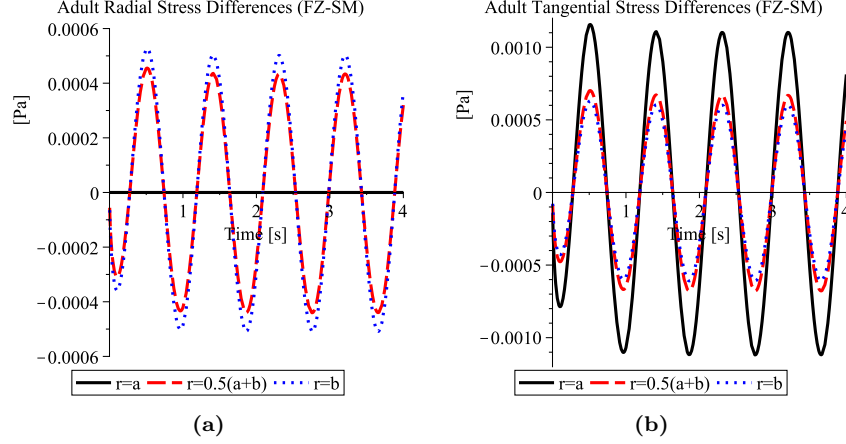 Adult Radial Stress Differences (FZ-SM)
0.0006
[Pa]
0.0004
0.0002
0
1
2
3
4
Time [s]
−0.0002
−0.0004
−0.0006
r=a r=0.5(a+b) r=b
(a)
Adult Tangential Stress Differences (FZ-SM)
0.0010
[Pa]
0.0005
0
1
2
3
4
Time [s]
−0.0005
−0.0010
r=a r=0.5(a+b) r=b
(b)